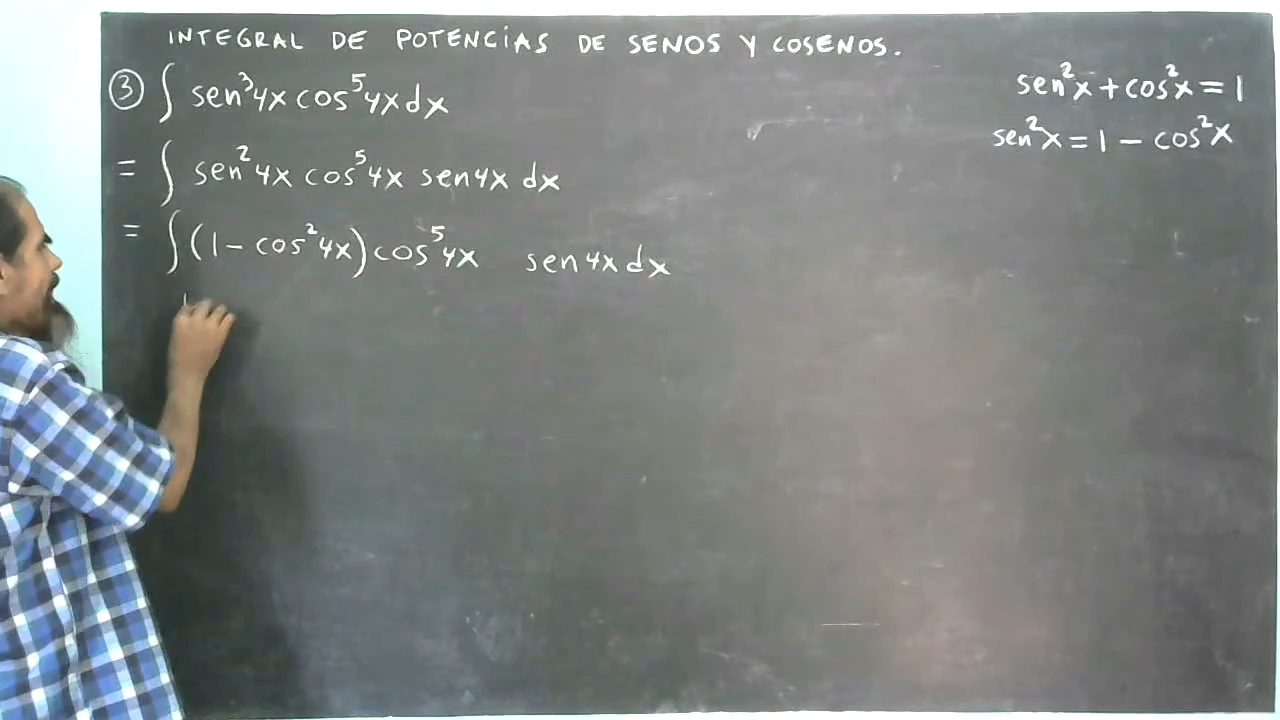 INTEGRAL DE POTENCIAS DE SENOS Y COSENOS.
③ ∫ sen³4x cos⁵4x dx
= ∫ sen²4x cos⁵4x sen4x dx
= ∫ (1 - cos²4x) cos⁵4x sen4x dx
sen²x + cos²x = 1
sen²x = 1 - cos²x